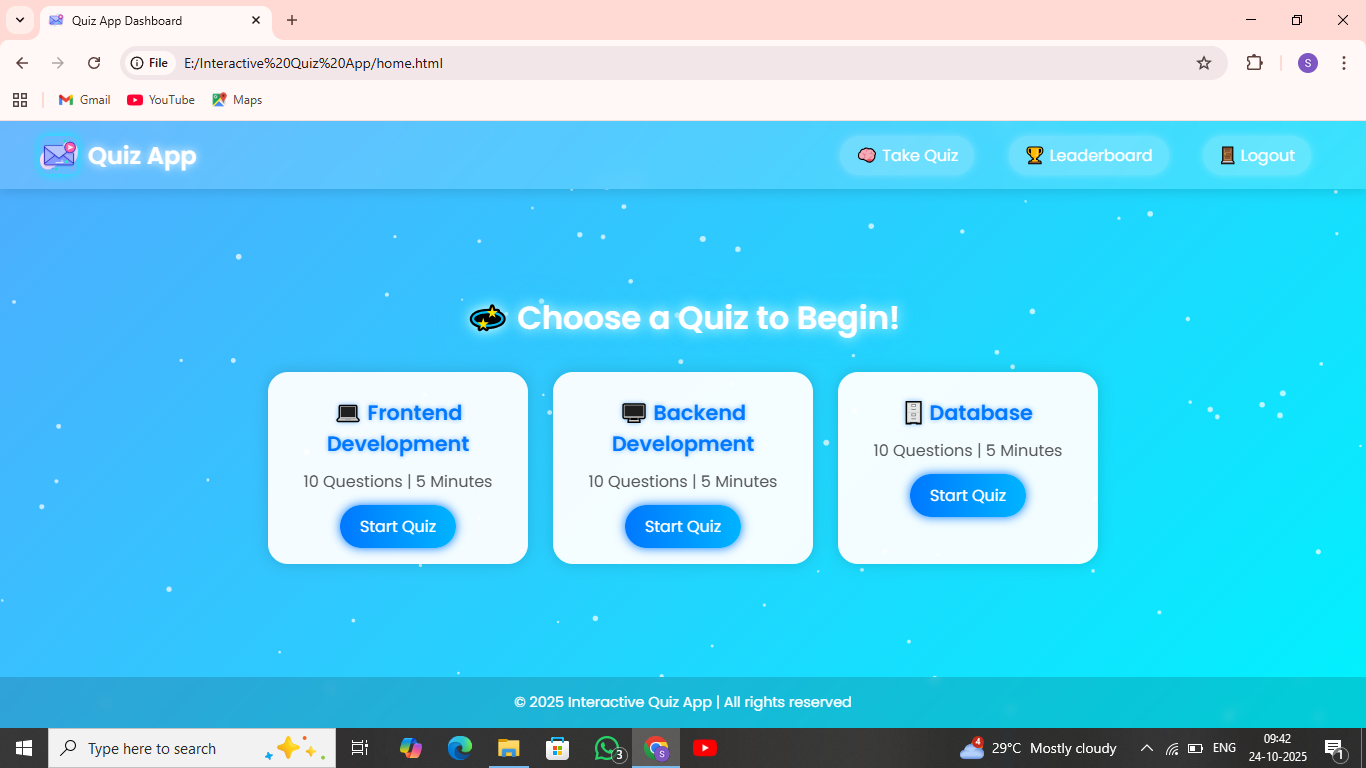 Quiz App Dashboard
File
E:/Interactive%20Quiz%20App/home.html
S
Gmail
YouTube
Maps
Quiz App
🧠 Take Quiz
🏆 Leaderboard
🚪 Logout
💫 Choose a Quiz to Begin!
💻 Frontend
Development
10 Questions | 5 Minutes
Start Quiz
🖥️ Backend
Development
10 Questions | 5 Minutes
Start Quiz
🗄️ Database
10 Questions | 5 Minutes
Start Quiz
© 2025 Interactive Quiz App | All rights reserved
Type here to search
3
S
4
29°C Mostly cloudy
ENG
09:42
24-10-2025
1